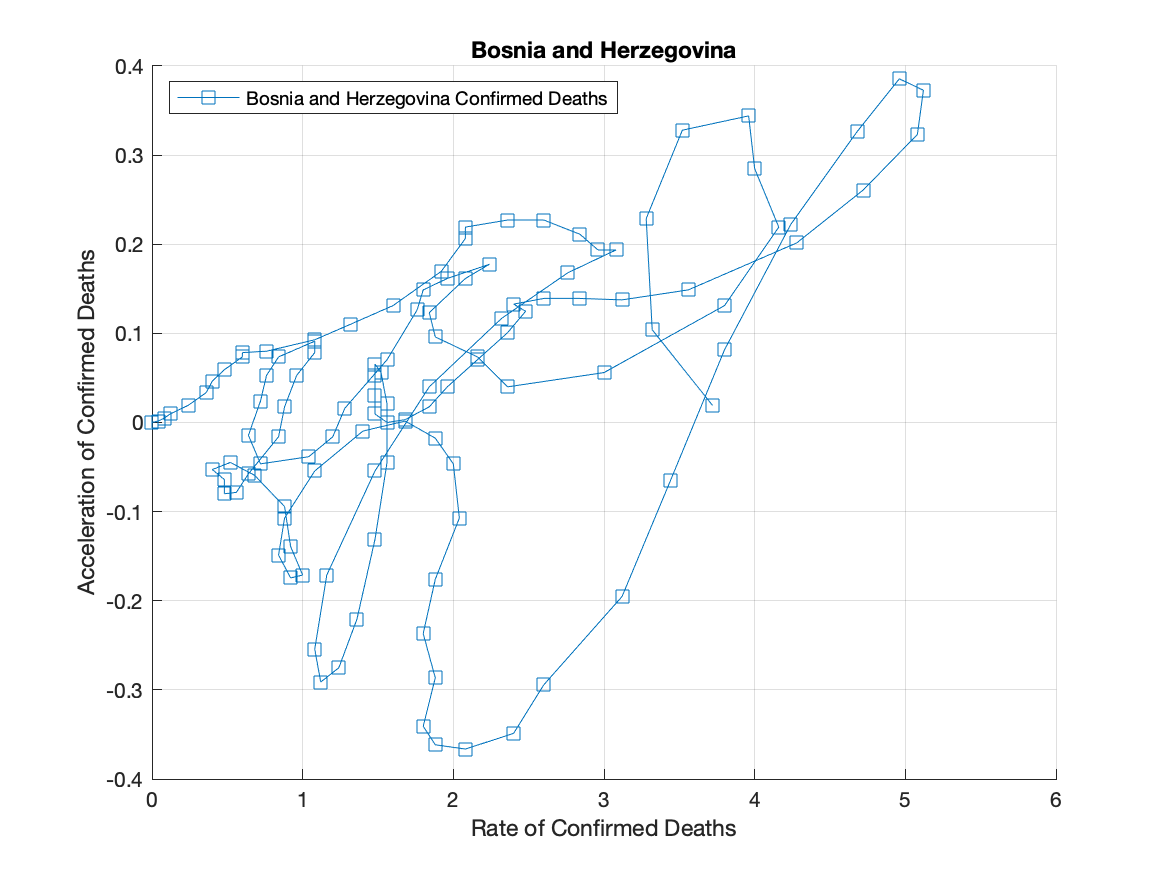 Bosnia and Herzegovina
Bosnia and Herzegovina Confirmed Deaths
Acceleration of Confirmed Deaths
0.4
0.3
0.2
0.1
0
-0.1
-0.2
-0.3
-0.4
0 1 2 3 4 5 6
Rate of Confirmed Deaths